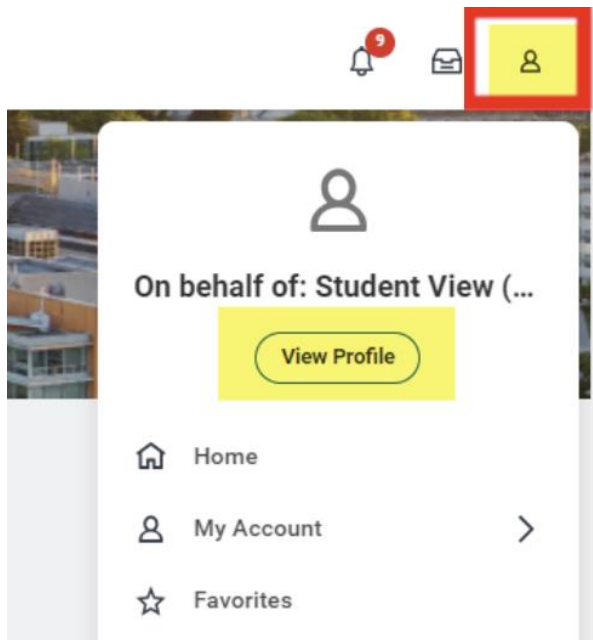 9
On behalf of: Student View (...
View Profile
Home
My Account
Favorites